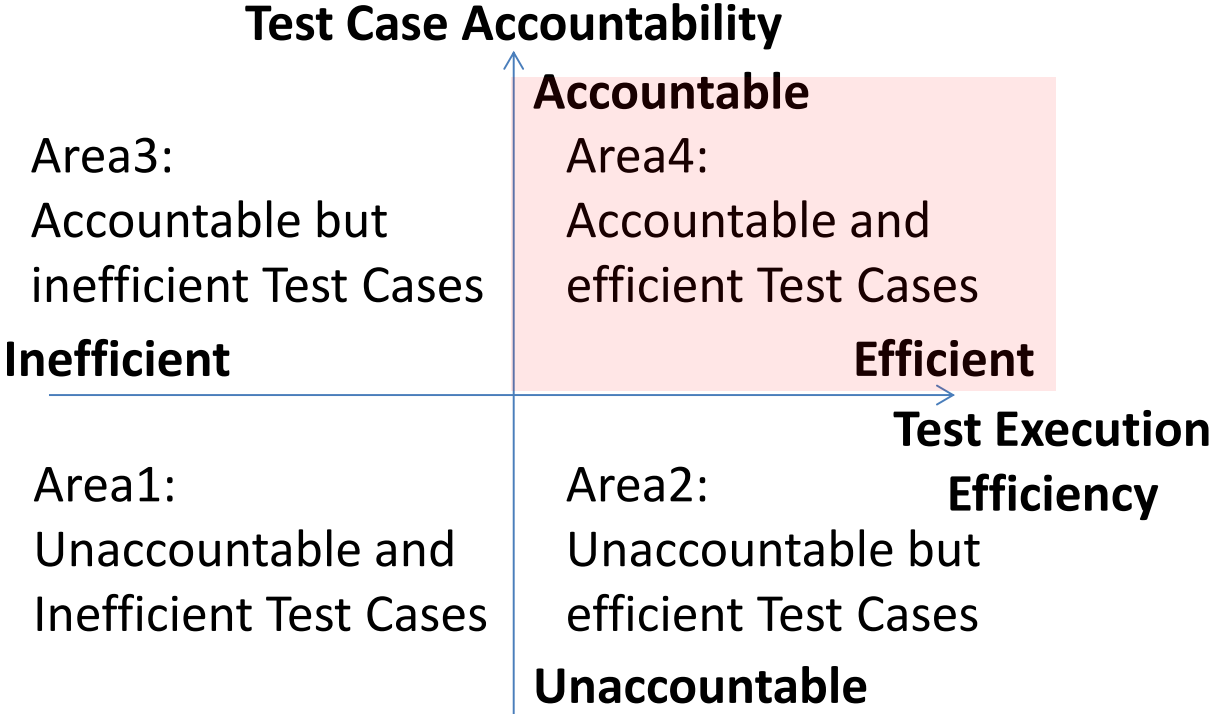 Test Case Accountability
Accountable
Area3:
Accountable but
inefficient Test Cases
Area4:
Accountable and
efficient Test Cases
Inefficient
Efficient
Test Execution
Efficiency
Area1:
Unaccountable and
Inefficient Test Cases
Area2:
Unaccountable but
efficient Test Cases
Unaccountable